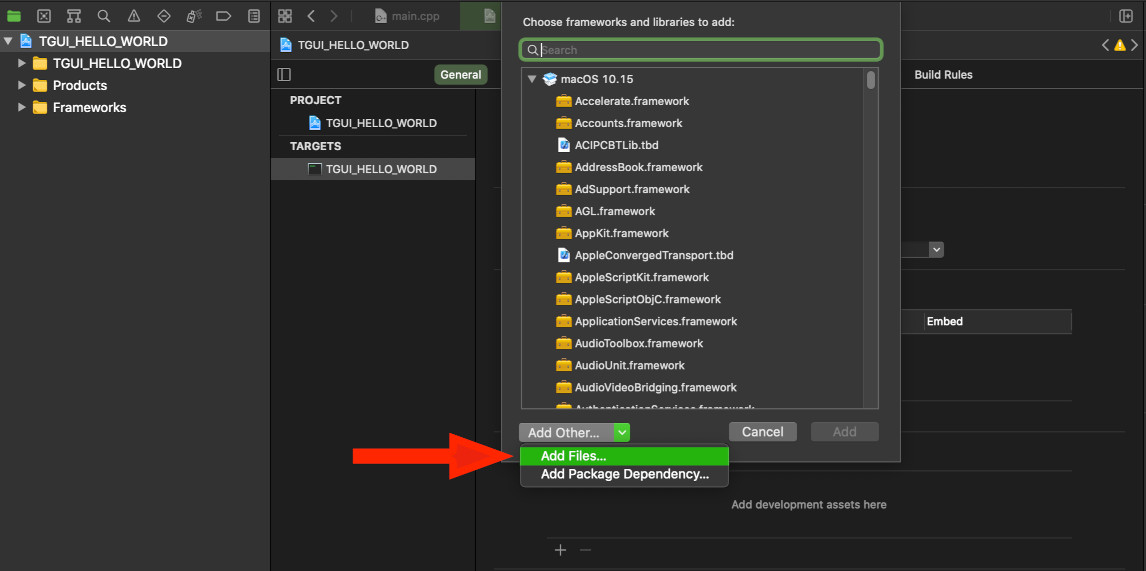 main.cpp
TGUI_HELLO_WORLD
TGUI_HELLO_WORLD
Products
Frameworks
TGUI_HELLO_WORLD
General
Build Rules
PROJECT
TGUI_HELLO_WORLD
TARGETS
TGUI_HELLO_WORLD
Choose frameworks and libraries to add:
Search
macOS 10.15
Accelerate.framework
Accounts.framework
ACIPCBTLib.tbd
AddressBook.framework
AdSupport.framework
AGL.framework
AppKit.framework
AppleConvergedTransport.tbd
AppleScriptKit.framework
AppleScriptObjC.framework
ApplicationServices.framework
AudioToolbox.framework
AudioUnit.framework
AudioVideoBridging.framework
AuthenticationServices.framework
Embed
Add Other...
Cancel
Add
Add Files...
Add Package Dependency...
Add development assets here